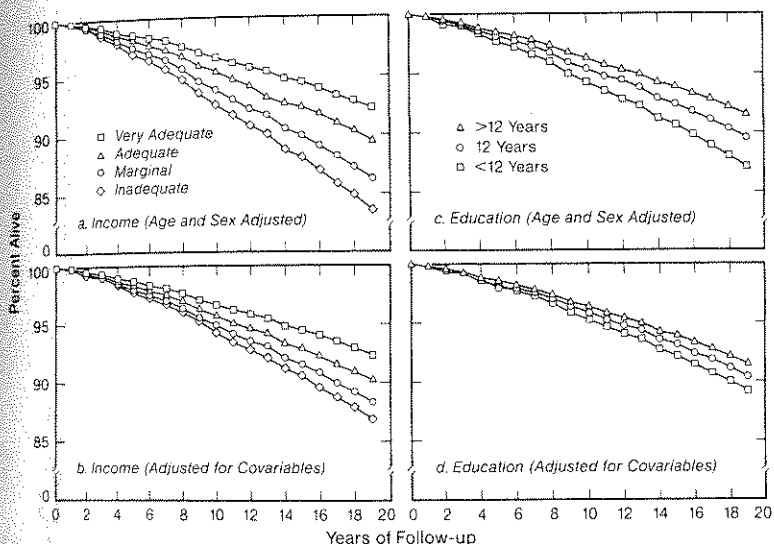 100
95
90
85
0
□ Very Adequate
△ Adequate
○ Marginal
◇ Inadequate
a. Income (Age and Sex Adjusted)
△ >12 Years
○ 12 Years
□ <12 Years
c. Education (Age and Sex Adjusted)
Percent Alive
100
95
90
85
0
b. Income (Adjusted for Covariables)
d. Education (Adjusted for Covariables)
0 2 4 6 8 10 12 14 16 18 20 0 2 4 6 8 10 12 14 16 18 20
Years of Follow-up